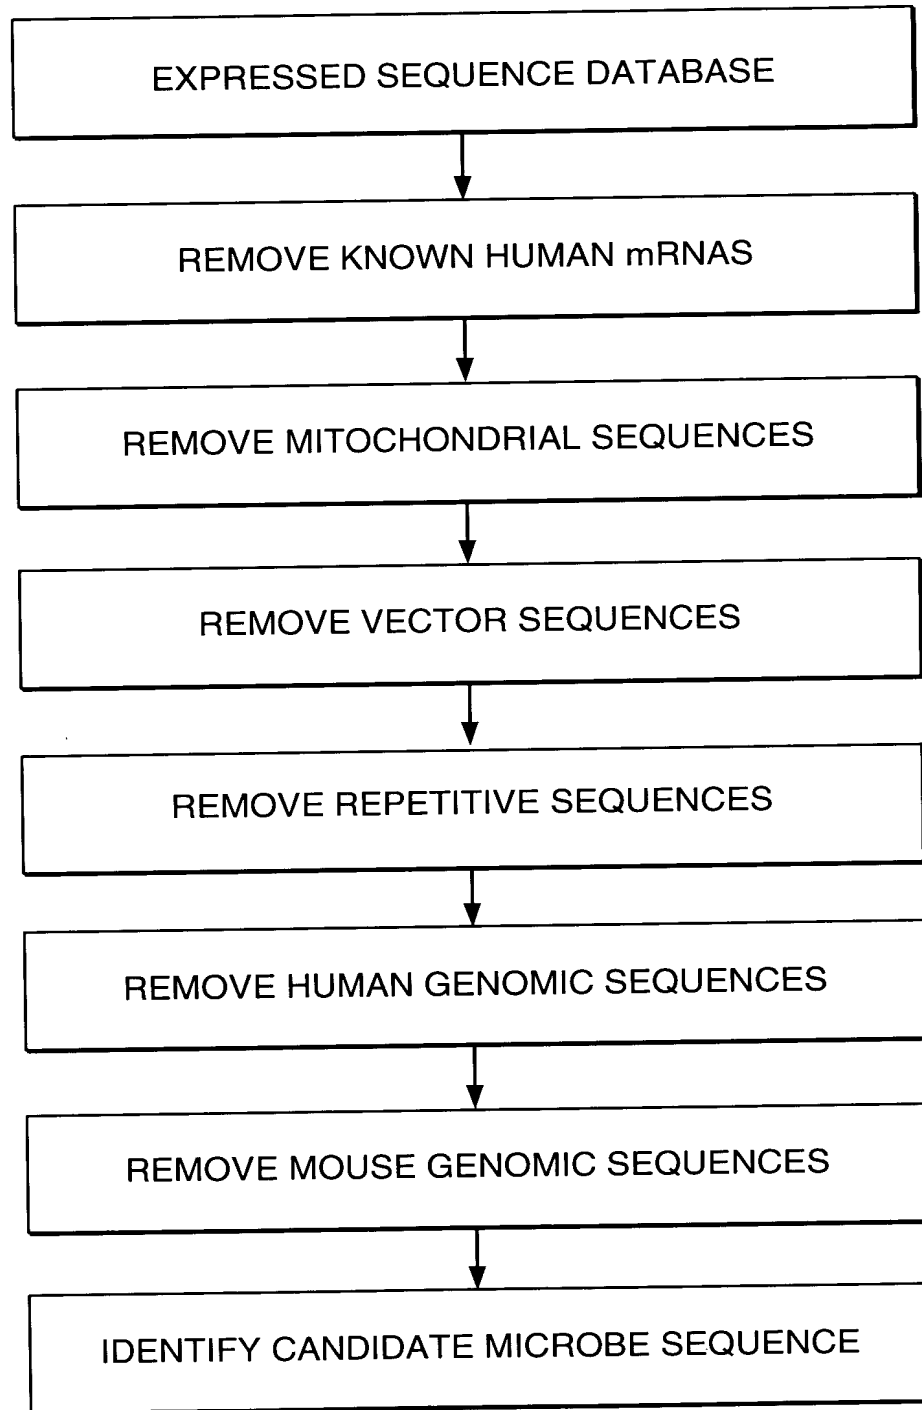 EXPRESSED SEQUENCE DATABASE
REMOVE KNOWN HUMAN mRNAS
REMOVE MITOCHONDRIAL SEQUENCES
REMOVE VECTOR SEQUENCES
REMOVE REPETITIVE SEQUENCES
REMOVE HUMAN GENOMIC SEQUENCES
REMOVE MOUSE GENOMIC SEQUENCES
IDENTIFY CANDIDATE MICROBE SEQUENCE